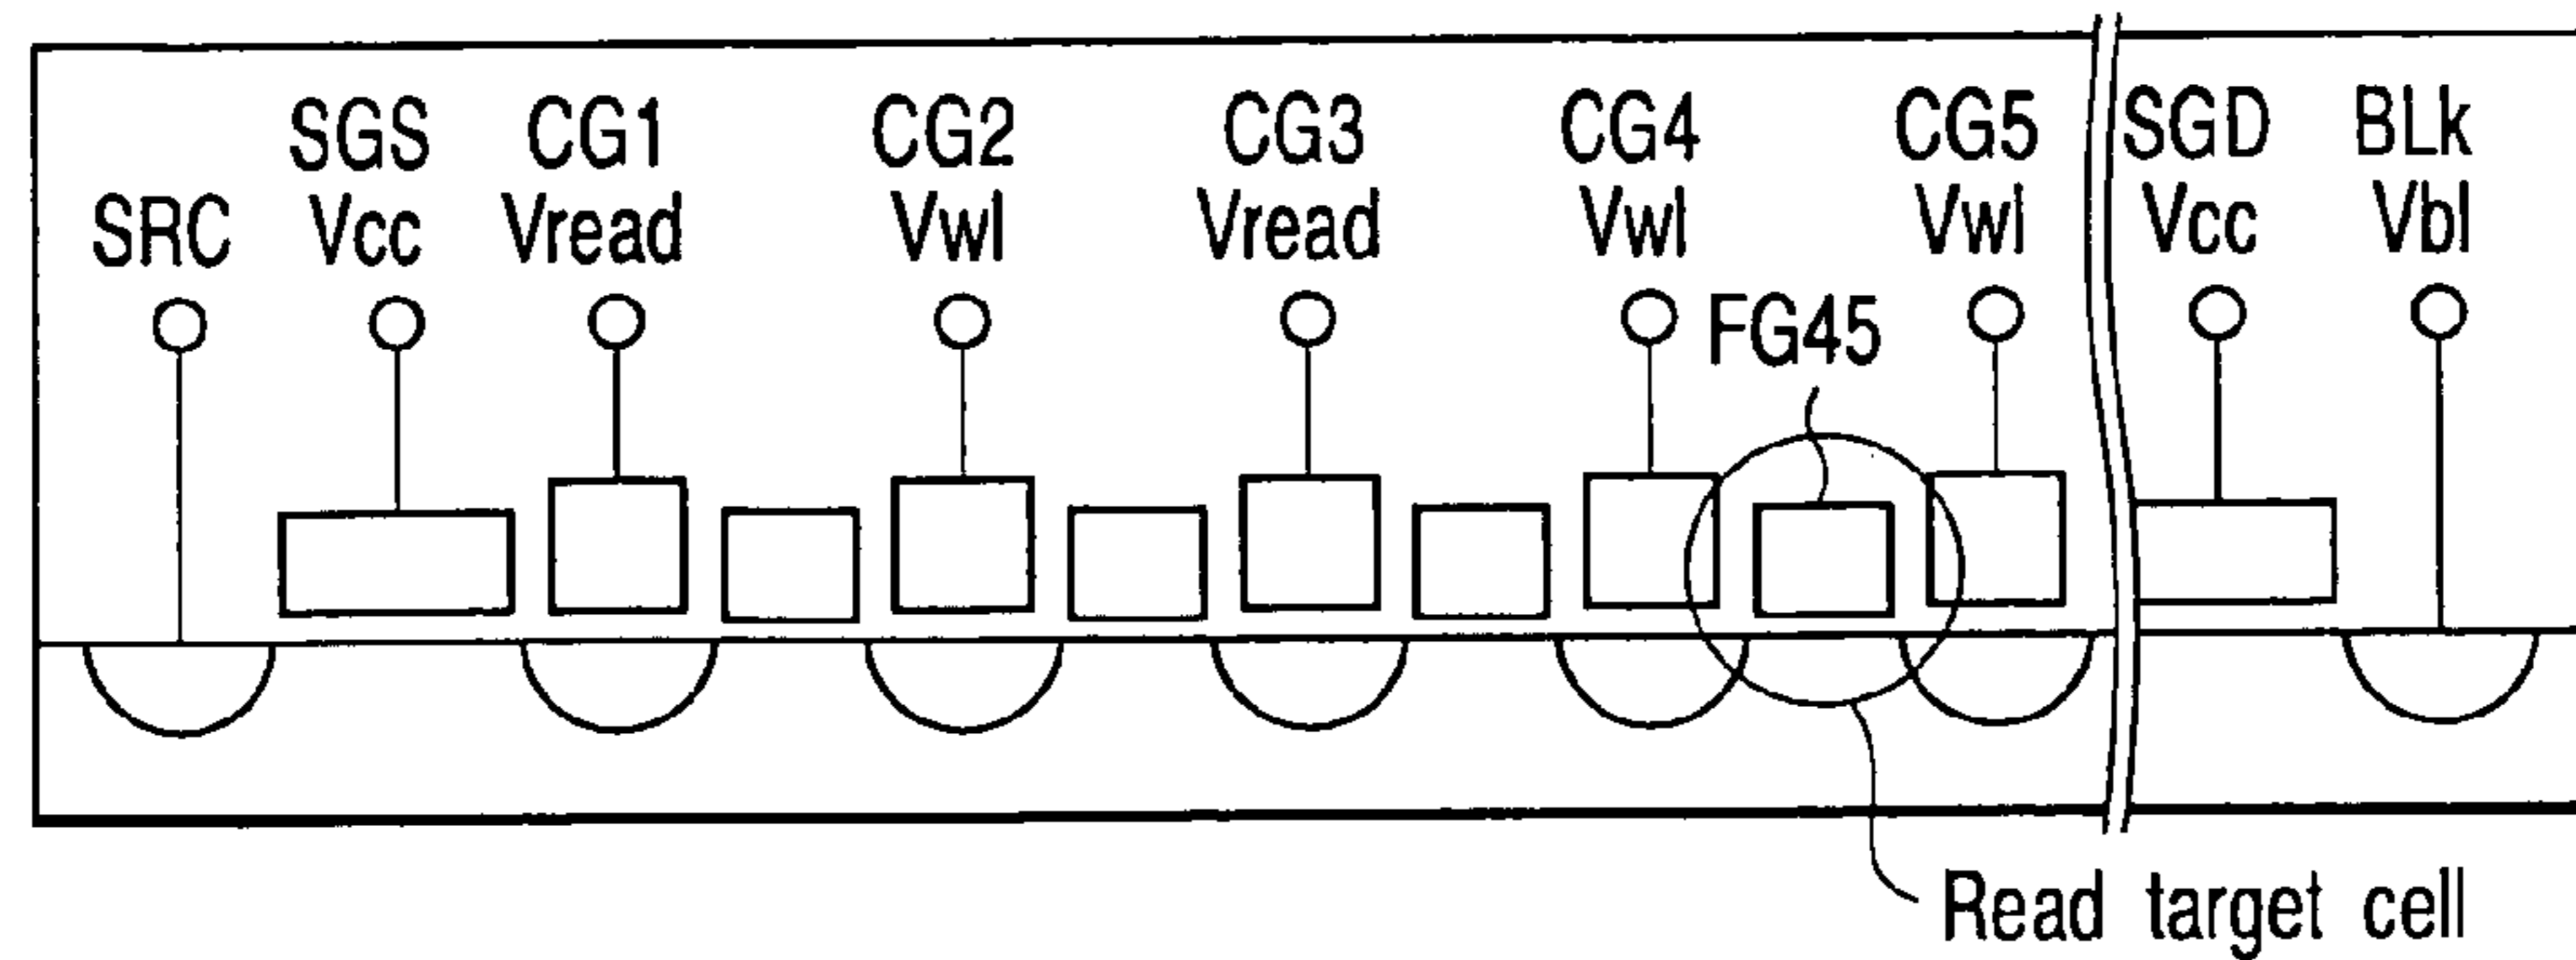 SGS CG1 CG2 CG3 CG4 CG5 SGD BLk
SRC Vcc Vread Vwl Vread Vwl Vwl Vcc Vbl
FG45
Read target cell